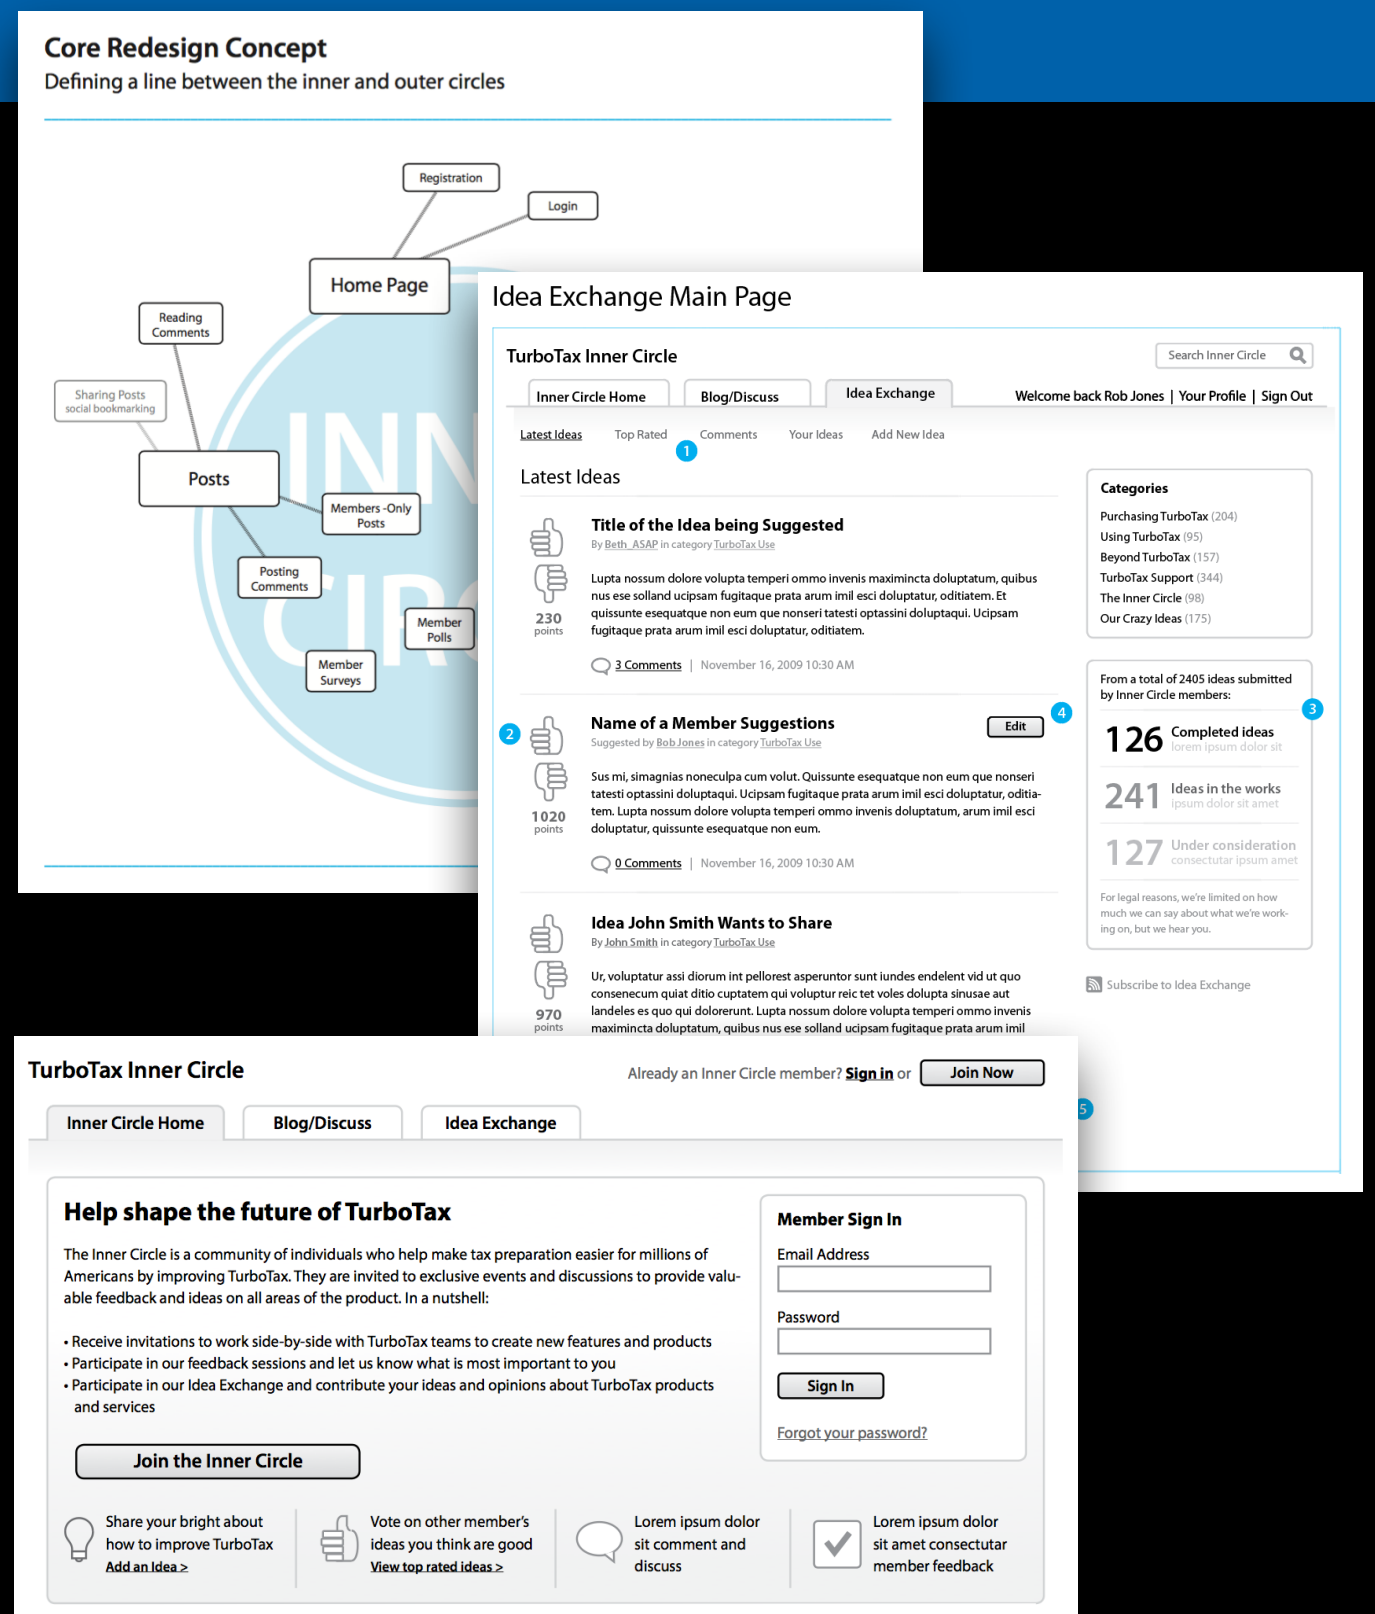 Core Redesign Concept
Defining a line between the inner and outer circles
Registration
Login
Home Page
Reading
Comments
Sharing Posts
social bookmarking
Posts
Members -Only
Posts
Posting
Comments
Member
Polls
Member
Surveys
INN
CIRC
Idea Exchange Main Page
TurboTax Inner Circle
Search Inner Circle
Inner Circle Home
Blog/Discuss
Idea Exchange
Welcome back Rob Jones | Your Profile | Sign Out
Latest Ideas
Top Rated
Comments
Your Ideas
Add New Idea
1
Latest Ideas
Title of the Idea being Suggested
By Beth_ASAP in category TurboTax Use
Lupta nossum dolore volupta temperi ommo invenis maximincta doluptatum, quibus
nus ese solland ucipsam fugitaque prata arum imil esci doluptatur, oditiatem. Et
quissunte esequatque non eum que nonseri tatesti optassini doluptaqui. Ucipsam
fugitaque prata arum imil esci doluptatur, oditiatem.
230
points
3 Comments | November 16, 2009 10:30 AM
2
Name of a Member Suggestions
Edit
4
Suggested by Bob Jones in category TurboTax Use
Sus mi, simagnias noneculpa cum volut. Quissunte esequatque non eum que nonseri
tatesti optassini doluptaqui. Ucipsam fugitaque prata arum imil esci doluptatur, oditia-
tem. Lupta nossum dolore volupta temperi ommo invenis doluptatum, arum imil esci
doluptatur, quissunte esequatque non eum.
1020
points
0 Comments | November 16, 2009 10:30 AM
Idea John Smith Wants to Share
By John Smith in category TurboTax Use
Ur, voluptatur assi diorum int pellorest asperuntor sunt iundes endelent vid ut quo
consenecum quiat ditio cuptatem qui voluptur reic tet voles dolupta sinusae aut
landeles es quo qui dolorerunt. Lupta nossum dolore volupta temperi ommo invenis
maximincta doluptatum, quibus nus ese solland ucipsam fugitaque prata arum imil
970
points
Categories
Purchasing TurboTax (204)
Using TurboTax (95)
Beyond TurboTax (157)
TurboTax Support (344)
The Inner Circle (98)
Our Crazy Ideas (175)
From a total of 2405 ideas submitted
by Inner Circle members:
3
126 Completed ideas
lorem ipsum dolor sit
241 Ideas in the works
ipsum dolor sit amet
127 Under consideration
consectutar ipsum amet
For legal reasons, we're limited on how
much we can say about what we're work-
ing on, but we hear you.
Subscribe to Idea Exchange
5
TurboTax Inner Circle
Already an Inner Circle member? Sign in or
Join Now
Inner Circle Home
Blog/Discuss
Idea Exchange
Help shape the future of TurboTax
The Inner Circle is a community of individuals who help make tax preparation easier for millions of
Americans by improving TurboTax. They are invited to exclusive events and discussions to provide valu-
able feedback and ideas on all areas of the product. In a nutshell:
• Receive invitations to work side-by-side with TurboTax teams to create new features and products
• Participate in our feedback sessions and let us know what is most important to you
• Participate in our Idea Exchange and contribute your ideas and opinions about TurboTax products
and services
Join the Inner Circle
Member Sign In
Email Address
Password
Sign In
Forgot your password?
Share your bright about
how to improve TurboTax
Add an Idea >
Vote on other member's
ideas you think are good
View top rated ideas >
Lorem ipsum dolor
sit comment and
discuss
Lorem ipsum dolor
sit amet consectutar
member feedback